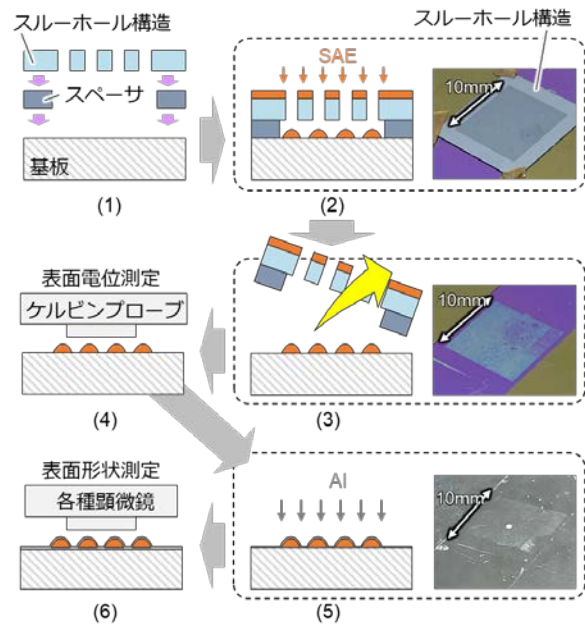 スルーホール構造
スペーサ
基板
(1)
SAE
(2)
スルーホール構造
10mm
表面電位測定
ケルビンプローブ
(4)
(3)
10mm
表面形状測定
各種顕微鏡
(6)
Al
(5)
10mm